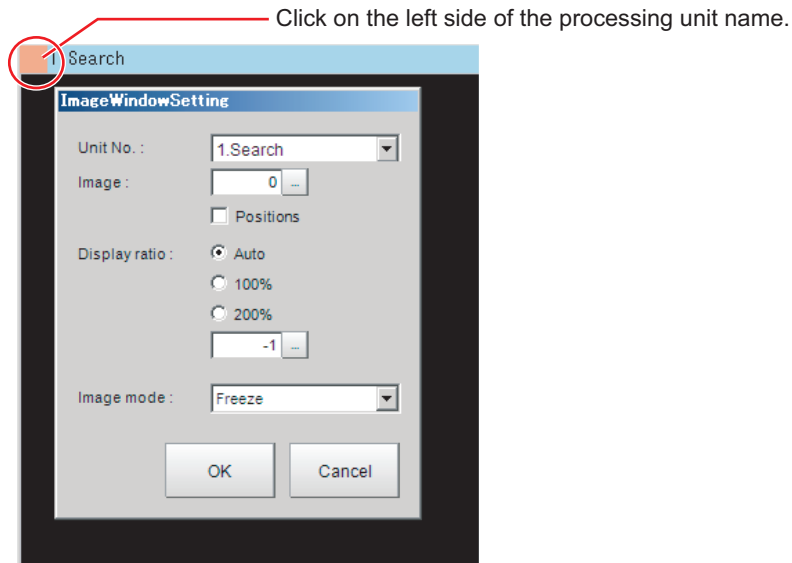 Click on the left side of the processing unit name.
1 Search
ImageWindowSetting
Unit No. : 1.Search
Image : 0 ...
Positions
Display ratio : Auto
100%
200%
-1 ...
Image mode : Freeze
OK Cancel